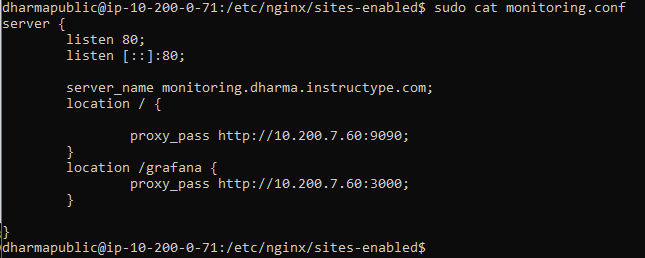 dharmapublic@ip-10-200-0-71:/etc/nginx/sites-enabled$ sudo cat monitoring.conf
server {
        listen 80;
        listen [::]:80;

        server_name monitoring.dharma.instructype.com;
        location / {

                proxy_pass http://10.200.7.60:9090;
        }
        location /grafana {
                proxy_pass http://10.200.7.60:3000;
        }

}
dharmapublic@ip-10-200-0-71:/etc/nginx/sites-enabled$